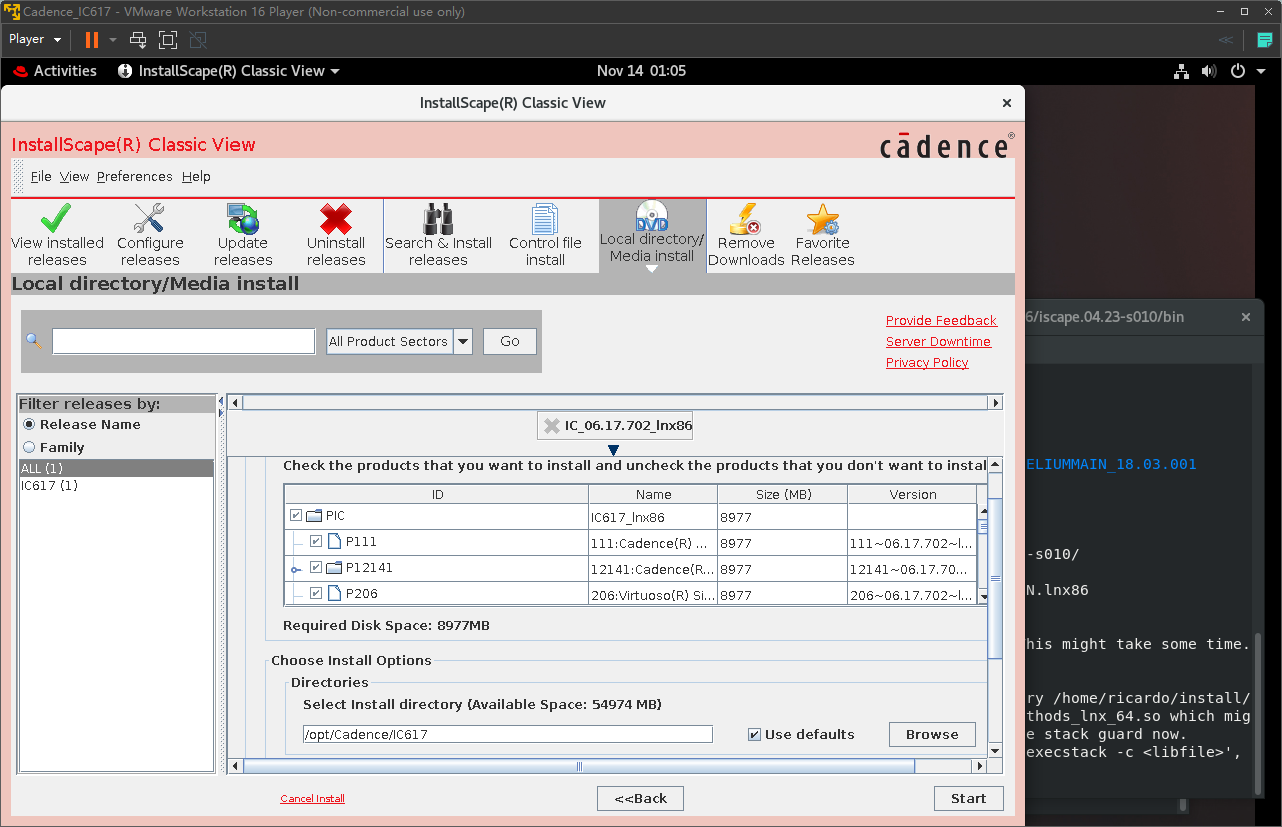 Cadence_IC617 - VMware Workstation 16 Player (Non-commercial use only)
Player
Activities InstallScape(R) Classic View Nov 14 01:05
InstallScape(R) Classic View
InstallScape(R) Classic View
cādence®
File View Preferences Help
View installed releases
Configure releases
Update releases
Uninstall releases
Search & Install releases
Control file install
DVD
Local directory/ Media install
Remove Downloads
Favorite Releases
Local directory/Media install
All Product Sectors Go
Provide Feedback
Server Downtime
Privacy Policy
Filter releases by:
Release Name
Family
ALL (1)
IC617 (1)
IC_06.17.702_lnx86
Check the products that you want to install and uncheck the products that you don't want to instal
ID Name Size (MB) Version
PIC IC617_lnx86 8977
P111 111:Cadence(R) ... 8977 111~06.17.702~l...
P12141 12141:Cadence(R... 8977 12141~06.17.70...
P206 206:Virtuoso(R) Si... 8977 206~06.17.702~l...
Required Disk Space: 8977MB
Choose Install Options
Directories
Select Install directory (Available Space: 54974 MB)
/opt/Cadence/IC617 Use defaults Browse
Cancel Install <<Back Start
6/iscape.04.23-s010/bin
ELIUMMAIN_18.03.001
-s010/
N.lnx86
his might take some time.
ry /home/ricardo/install/
thods_lnx_64.so which mig
e stack guard now.
execstack -c <libfile>',